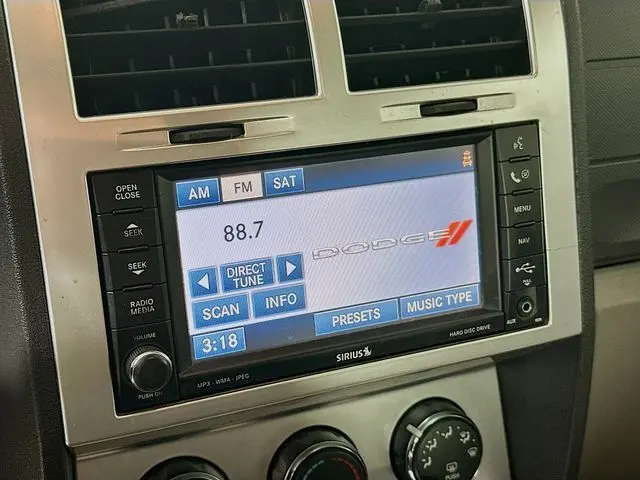 OPEN
CLOSE
SEEK
SEEK
RADIO
MEDIA
VOLUME
PUSH
AM
FM
SAT
88.7
DODGE
DIRECT
TUNE
SCAN
INFO
3:18
PRESETS
MUSIC TYPE
MP3 - WMA - JPEG
SIRIUS
HARD DISC DRIVE
MENU
NAV
AUX
PUSH